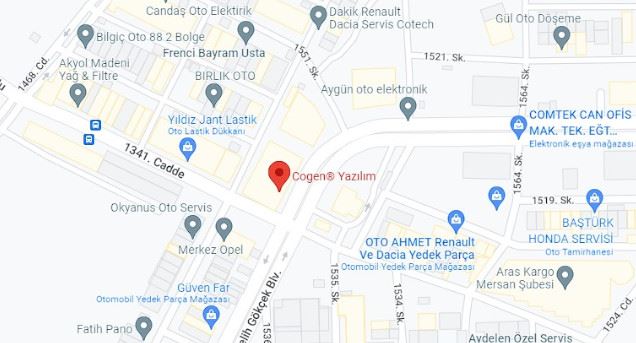 Candaş Oto Elektrik
Dakik Renault
Dacia Servis Cotech
Gül Oto Döşeme
Bilgiç Oto 88 2 Bolge
Frenci Bayram Usta
1551. Sk.
1521. Sk.
1468. Cd.
Akyol Madeni
Yağ & Filtre
BIRLIK OTO
Aygün oto elektronik
1564. Sk.
Yıldız Jant Lastik
Oto Lastik Dükkanı
COMTEK CAN OFİS
MAK. TEK. EĞT...
Elektronik eşya mağazası
1341. Cadde
Cogen® Yazılım
1564. Sk.
1519. Sk.
Okyanus Oto Servis
BAŞTÜRK
HONDA SERVİSİ
Oto Tamirhanesi
Merkez Opel
OTO AHMET Renault
Ve Dacia Yedek Parça
Otomobil Yedek Parça Mağazası
Güven Far
Otomobil Yedek Parça Mağazası
1535. Sk.
1534. Sk.
Aras Kargo
Mersan Şubesi
elih Gökçek Blv.
Fatih Pano
1524. Cd.
Aydelen Özel Servis